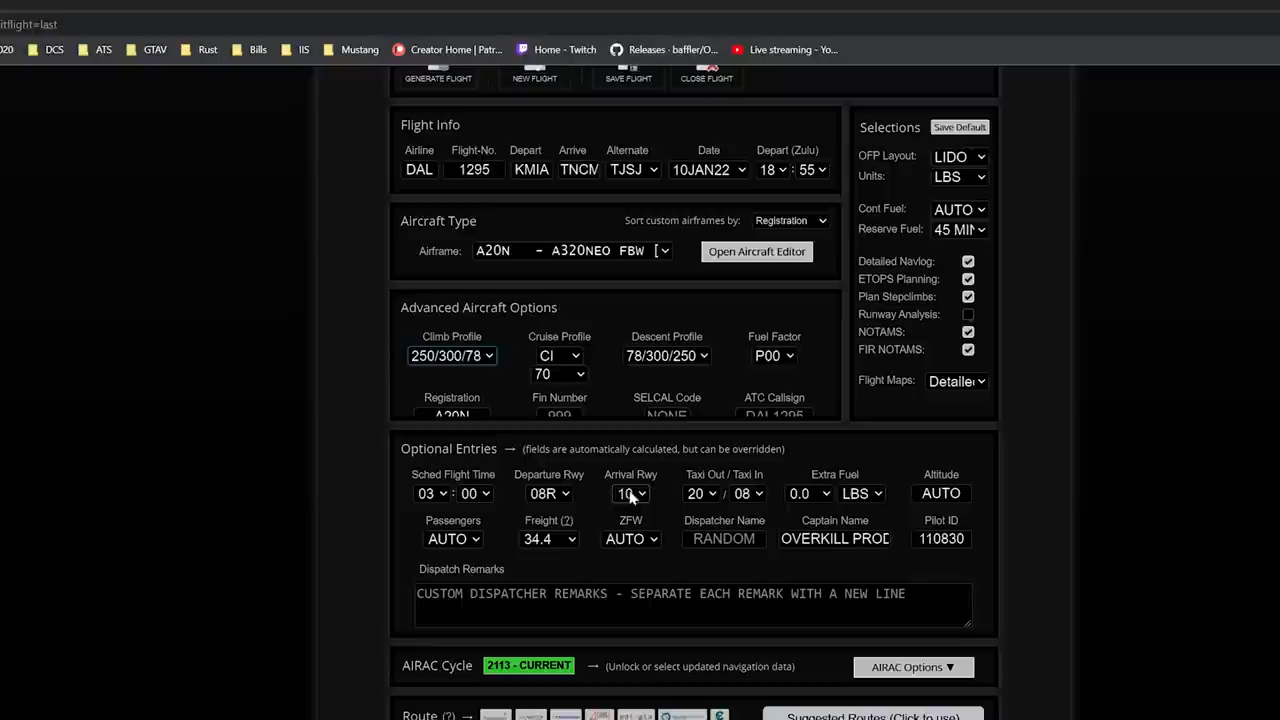 itflight=last
020 DCS ATS GTAV Rust Bills IIS Mustang Creator Home | Patr... Home - Twitch Releases · baffler/O... Live streaming - Yo...
GENERATE FLIGHT NEW FLIGHT SAVE FLIGHT CLOSE FLIGHT
Flight Info
Airline Flight-No. Depart Arrive Alternate Date Depart (Zulu)
DAL 1295 KMIA TNCM TJSJ 10JAN22 18 : 55
Aircraft Type Sort custom airframes by: Registration
Airframe: A20N - A320NEO FBW [ Open Aircraft Editor
Advanced Aircraft Options
Climb Profile Cruise Profile Descent Profile Fuel Factor
250/300/78 CI 78/300/250 P00
70
Registration Fin Number SELCAL Code ATC Callsign
A20N 999 NONE DAL1295
Selections Save Default
OFP Layout: LIDO
Units: LBS
Cont Fuel: AUTO
Reserve Fuel: 45 MIN
Detailed Navlog:
ETOPS Planning:
Plan Stepclimbs:
Runway Analysis:
NOTAMS:
FIR NOTAMS:
Flight Maps: Detailed
Optional Entries → (fields are automatically calculated, but can be overridden)
Sched Flight Time Departure Rwy Arrival Rwy Taxi Out / Taxi In Extra Fuel Altitude
03 : 00 08R 10 20 / 08 0.0 LBS AUTO
Passengers Freight (?) ZFW Dispatcher Name Captain Name Pilot ID
AUTO 34.4 AUTO RANDOM OVERKILL PROD 110830
Dispatch Remarks
CUSTOM DISPATCHER REMARKS - SEPARATE EACH REMARK WITH A NEW LINE
AIRAC Cycle 2113 - CURRENT → (Unlock or select updated navigation data) AIRAC Options ▼
Route (?) → Suggested Routes (Click to use)